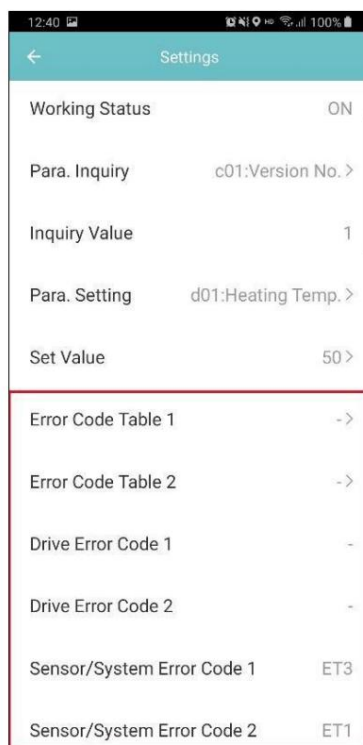 12:40 HD 100%
Settings
Working Status ON
Para. Inquiry c01:Version No. >
Inquiry Value 1
Para. Setting d01:Heating Temp. >
Set Value 50 >
Error Code Table 1 - >
Error Code Table 2 - >
Drive Error Code 1 -
Drive Error Code 2 -
Sensor/System Error Code 1 ET3
Sensor/System Error Code 2 ET1